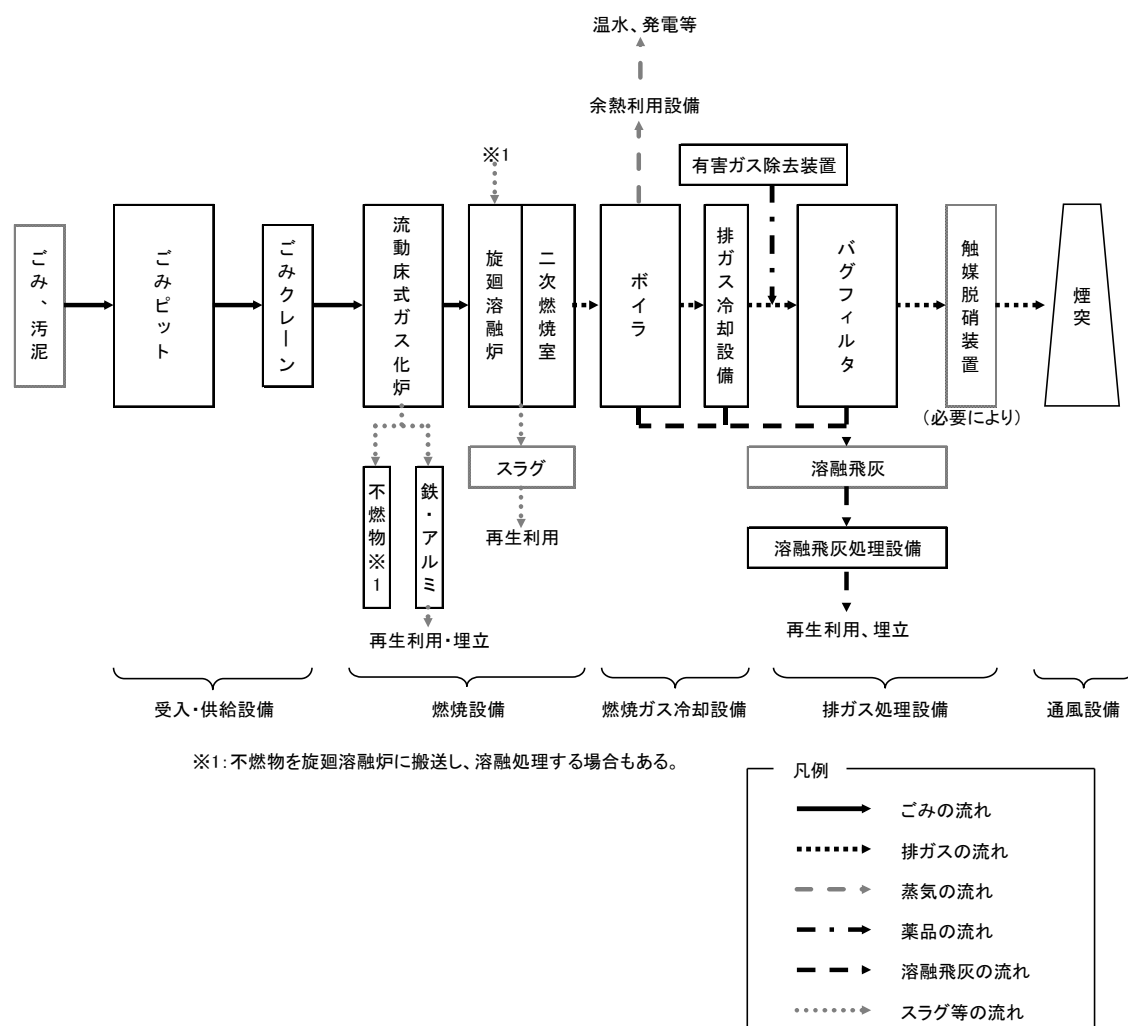 温水、発電等
余熱利用設備
※1
有害ガス除去装置
ごみ、汚泥
ごみピット
ごみクレーン
流動床式ガス化炉
旋廻溶融炉
二次燃焼室
ボイラ
排ガス冷却設備
バグフィルタ
触媒脱硝装置
煙突
（必要により）
不燃物※1
鉄・アルミ
スラグ
溶融飛灰
再生利用
溶融飛灰処理設備
再生利用・埋立
再生利用、埋立
受入・供給設備
燃焼設備
燃焼ガス冷却設備
排ガス処理設備
通風設備
※1：不燃物を旋廻溶融炉に搬送し、溶融処理する場合もある。
凡例
ごみの流れ
排ガスの流れ
蒸気の流れ
薬品の流れ
溶融飛灰の流れ
スラグ等の流れ